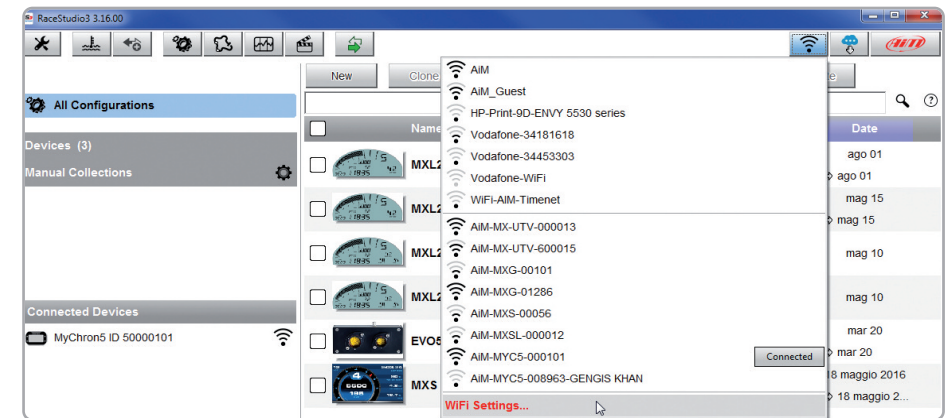 RaceStudio3 3.16.00
AiM
New
Clone
e
All Configurations
Name
Date
Devices (3)
Manual Collections
MXL2
ago 01
ago 01
MXL2
mag 15
mag 15
MXL2
mag 10
MXL2
mag 10
EVO5
mar 20
mar 20
MXS
18 maggio 2016
18 maggio 2...
Connected Devices
MyChron5 ID 50000101
AiM
AiM_Guest
HP-Print-9D-ENVY 5530 series
Vodafone-34181618
Vodafone-34453303
Vodafone-WiFi
WiFi-AIM-Timenet
AiM-MX-UTV-000013
AiM-MX-UTV-600015
AiM-MXG-00101
AiM-MXG-01286
AiM-MXS-00056
AiM-MXSL-000012
AiM-MYC5-000101
Connected
AiM-MYC5-008963-GENGIS KHAN
WiFi Settings...